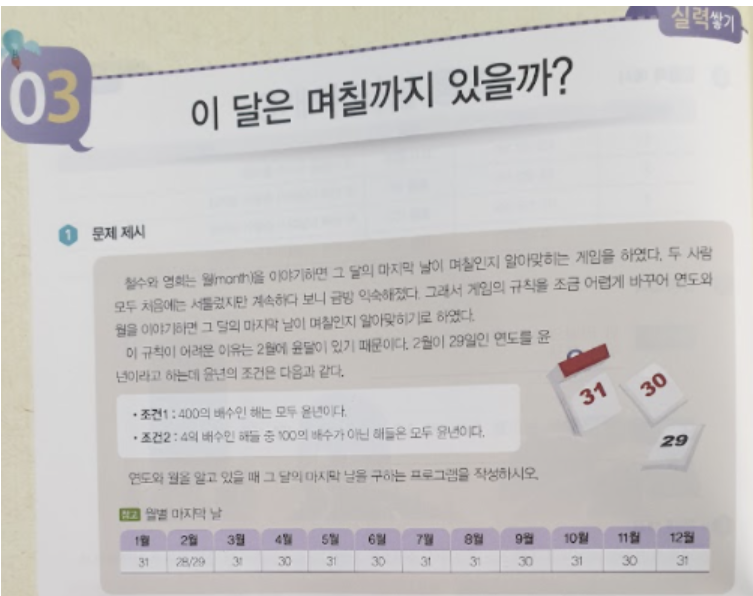 실력쌓기
03
이 달은 며칠까지 있을까?
1 문제 제시
철수와 영희는 월(month)을 이야기하면 그 달의 마지막 날이 며칠인지 알아맞히는 게임을 하였다. 두 사람
모두 처음에는 서툴렀지만 계속하다 보니 금방 익숙해졌다. 그래서 게임의 규칙을 조금 어렵게 바꾸어 연도와
월을 이야기하면 그 달의 마지막 날이 며칠인지 알아맞히기로 하였다.
이 규칙이 어려운 이유는 2월에 윤달이 있기 때문이다. 2월이 29일인 연도를 윤
년이라고 하는데 윤년의 조건은 다음과 같다.
• 조건1 : 400의 배수인 해는 모두 윤년이다.
• 조건2 : 4의 배수인 해들 중 100의 배수가 아닌 해들은 모두 윤년이다.
31
30
29
연도와 월을 알고 있을 때 그 달의 마지막 날을 구하는 프로그램을 작성하시오.
참고 월별 마지막 날
1월 2월 3월 4월 5월 6월 7월 8월 9월 10월 11월 12월
31 28/29 31 30 31 30 31 31 30 31 30 31